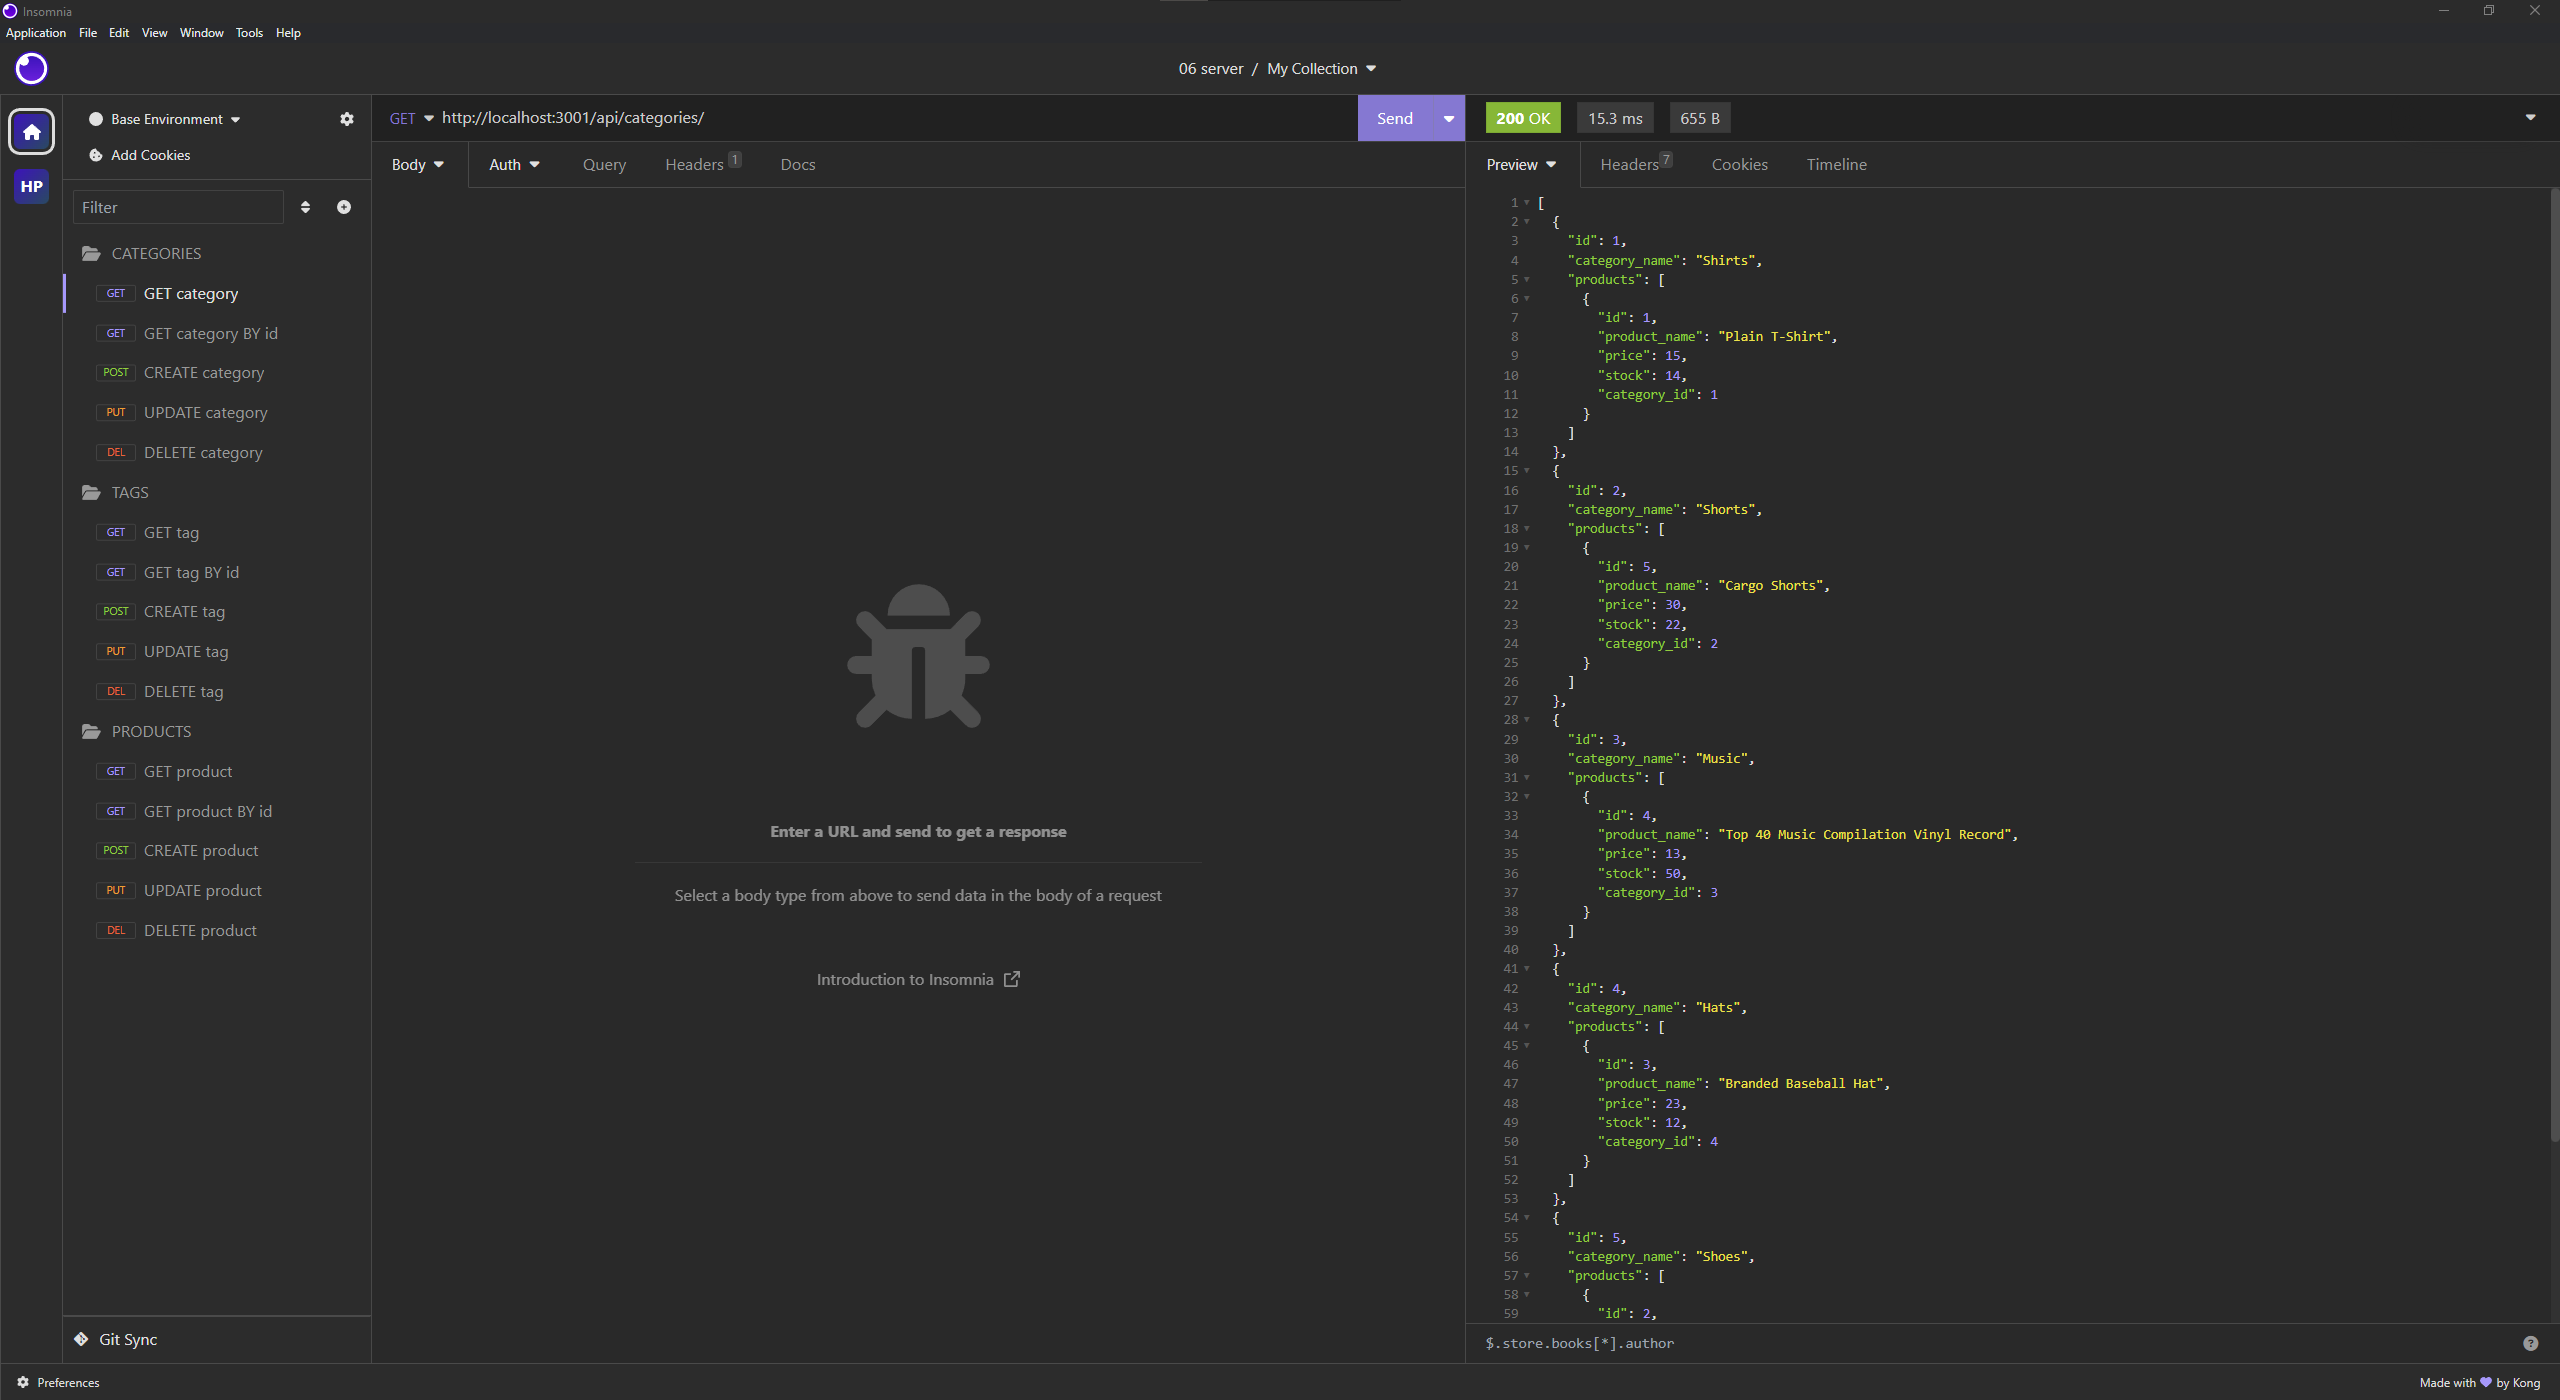 Insomnia
Application File Edit View Window Tools Help
06 server / My Collection
HP
Base Environment
Add Cookies
Filter
CATEGORIES
GET GET category
GET GET category BY id
POST CREATE category
PUT UPDATE category
DEL DELETE category
TAGS
GET GET tag
GET GET tag BY id
POST CREATE tag
PUT UPDATE tag
DEL DELETE tag
PRODUCTS
GET GET product
GET GET product BY id
POST CREATE product
PUT UPDATE product
DEL DELETE product
Git Sync
GET http://localhost:3001/api/categories/ Send
Body Auth Query Headers 1 Docs
Enter a URL and send to get a response
Select a body type from above to send data in the body of a request
Introduction to Insomnia
200 OK 15.3 ms 655 B
Preview Headers 7 Cookies Timeline
1 [
2 {
3 "id": 1,
4 "category_name": "Shirts",
5 "products": [
6 {
7 "id": 1,
8 "product_name": "Plain T-Shirt",
9 "price": 15,
10 "stock": 14,
11 "category_id": 1
12 }
13 ]
14 },
15 {
16 "id": 2,
17 "category_name": "Shorts",
18 "products": [
19 {
20 "id": 5,
21 "product_name": "Cargo Shorts",
22 "price": 30,
23 "stock": 22,
24 "category_id": 2
25 }
26 ]
27 },
28 {
29 "id": 3,
30 "category_name": "Music",
31 "products": [
32 {
33 "id": 4,
34 "product_name": "Top 40 Music Compilation Vinyl Record",
35 "price": 13,
36 "stock": 50,
37 "category_id": 3
38 }
39 ]
40 },
41 {
42 "id": 4,
43 "category_name": "Hats",
44 "products": [
45 {
46 "id": 3,
47 "product_name": "Branded Baseball Hat",
48 "price": 23,
49 "stock": 12,
50 "category_id": 4
51 }
52 ]
53 },
54 {
55 "id": 5,
56 "category_name": "Shoes",
57 "products": [
58 {
59 "id": 2,
$.store.books[*].author
Preferences
Made with 💜 by Kong